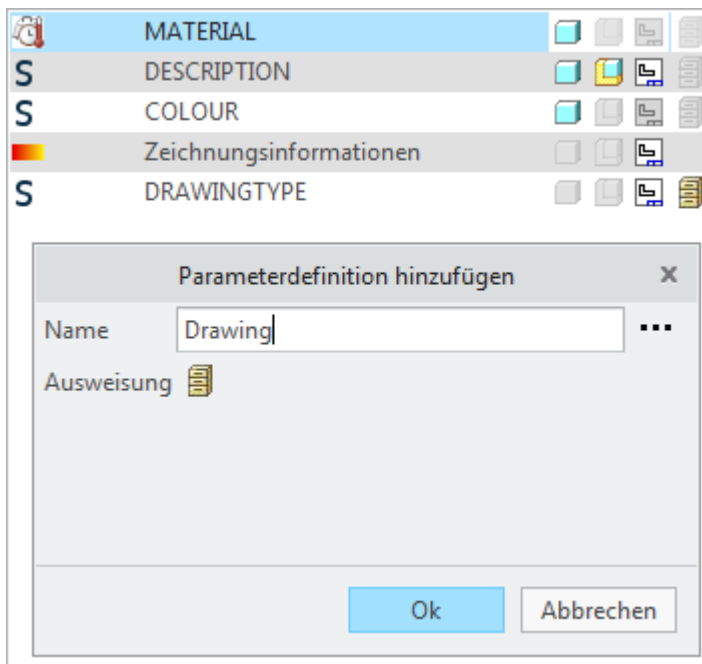 MATERIAL
S DESCRIPTION
S COLOUR
Zeichnungsinformationen
S DRAWINGTYPE
Parameterdefinition hinzufügen x
Name Drawing ...
Ausweisung
Ok Abbrechen